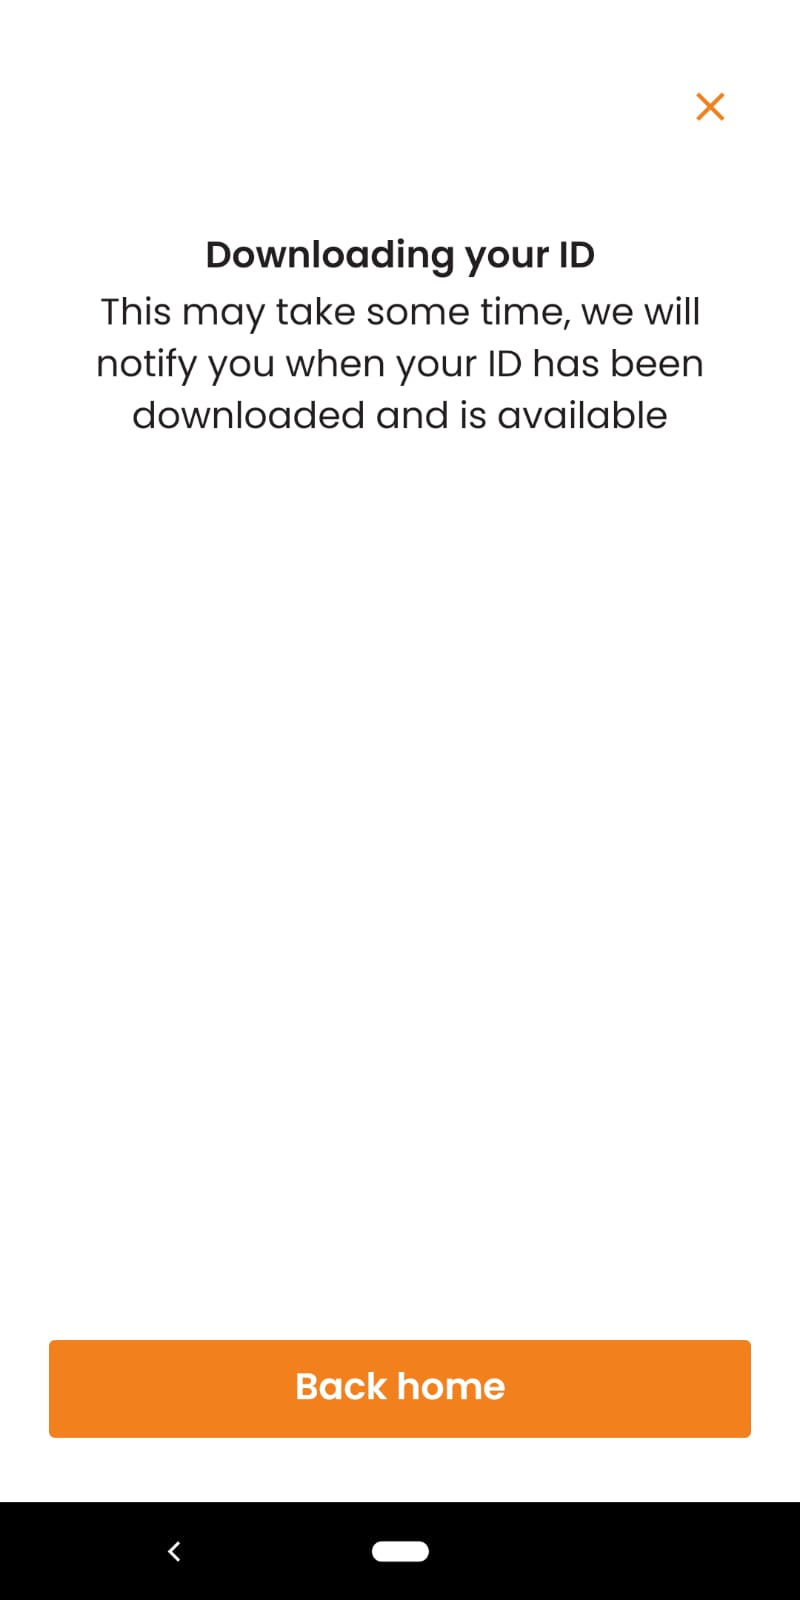 Downloading your ID
This may take some time, we will
notify you when your ID has been
downloaded and is available
Back home